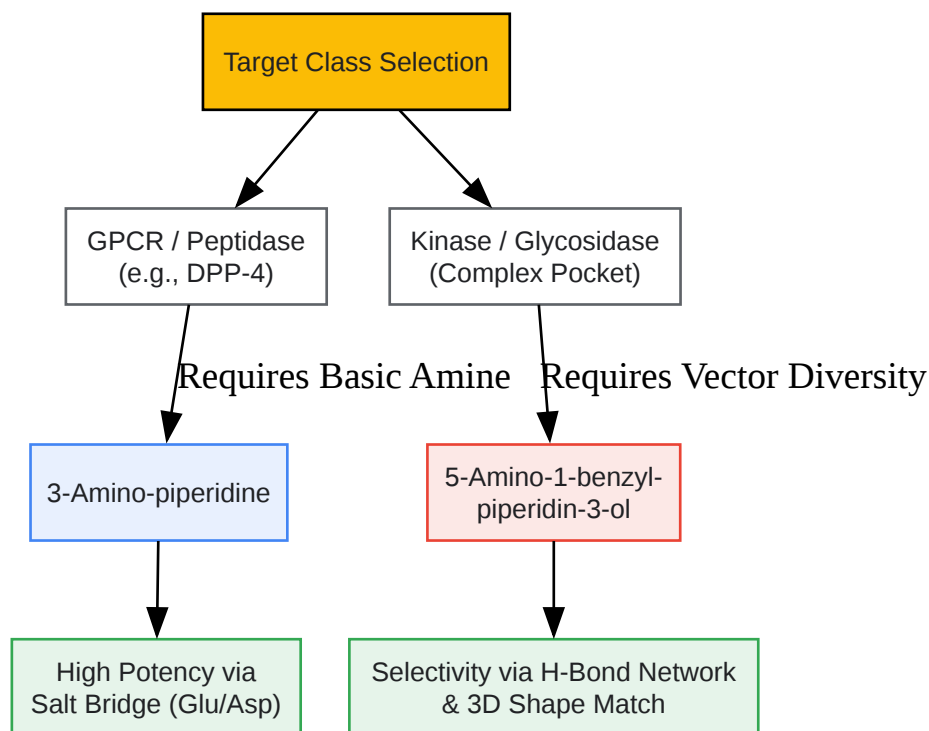 Target Class Selection
GPCR / Peptidase
(e.g., DPP-4)
Kinase / Glycosidase
(Complex Pocket)
Requires Basic Amine
Requires Vector Diversity
3-Amino-piperidine
5-Amino-1-benzyl-
piperidin-3-ol
High Potency via
Salt Bridge (Glu/Asp)
Selectivity via H-Bond Network
& 3D Shape Match